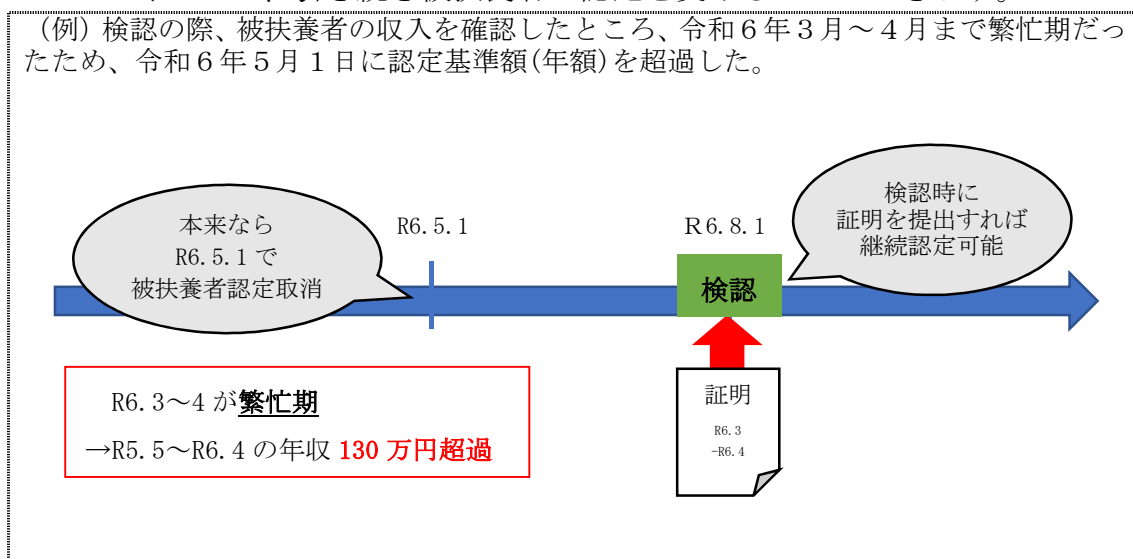 （例）検認の際、被扶養者の収入を確認したところ、令和６年３月～４月まで繁忙期だっ
たため、令和６年５月１日に認定基準額(年額)を超過した。
本来なら
R6.5.1で
被扶養者認定取消
R6.5.1
R6.8.1
検認時に
証明を提出すれば
継続認定可能
検認
R6.3～4が繁忙期
→R5.5～R6.4の年収130万円超過
証明
R6.3
-R6.4